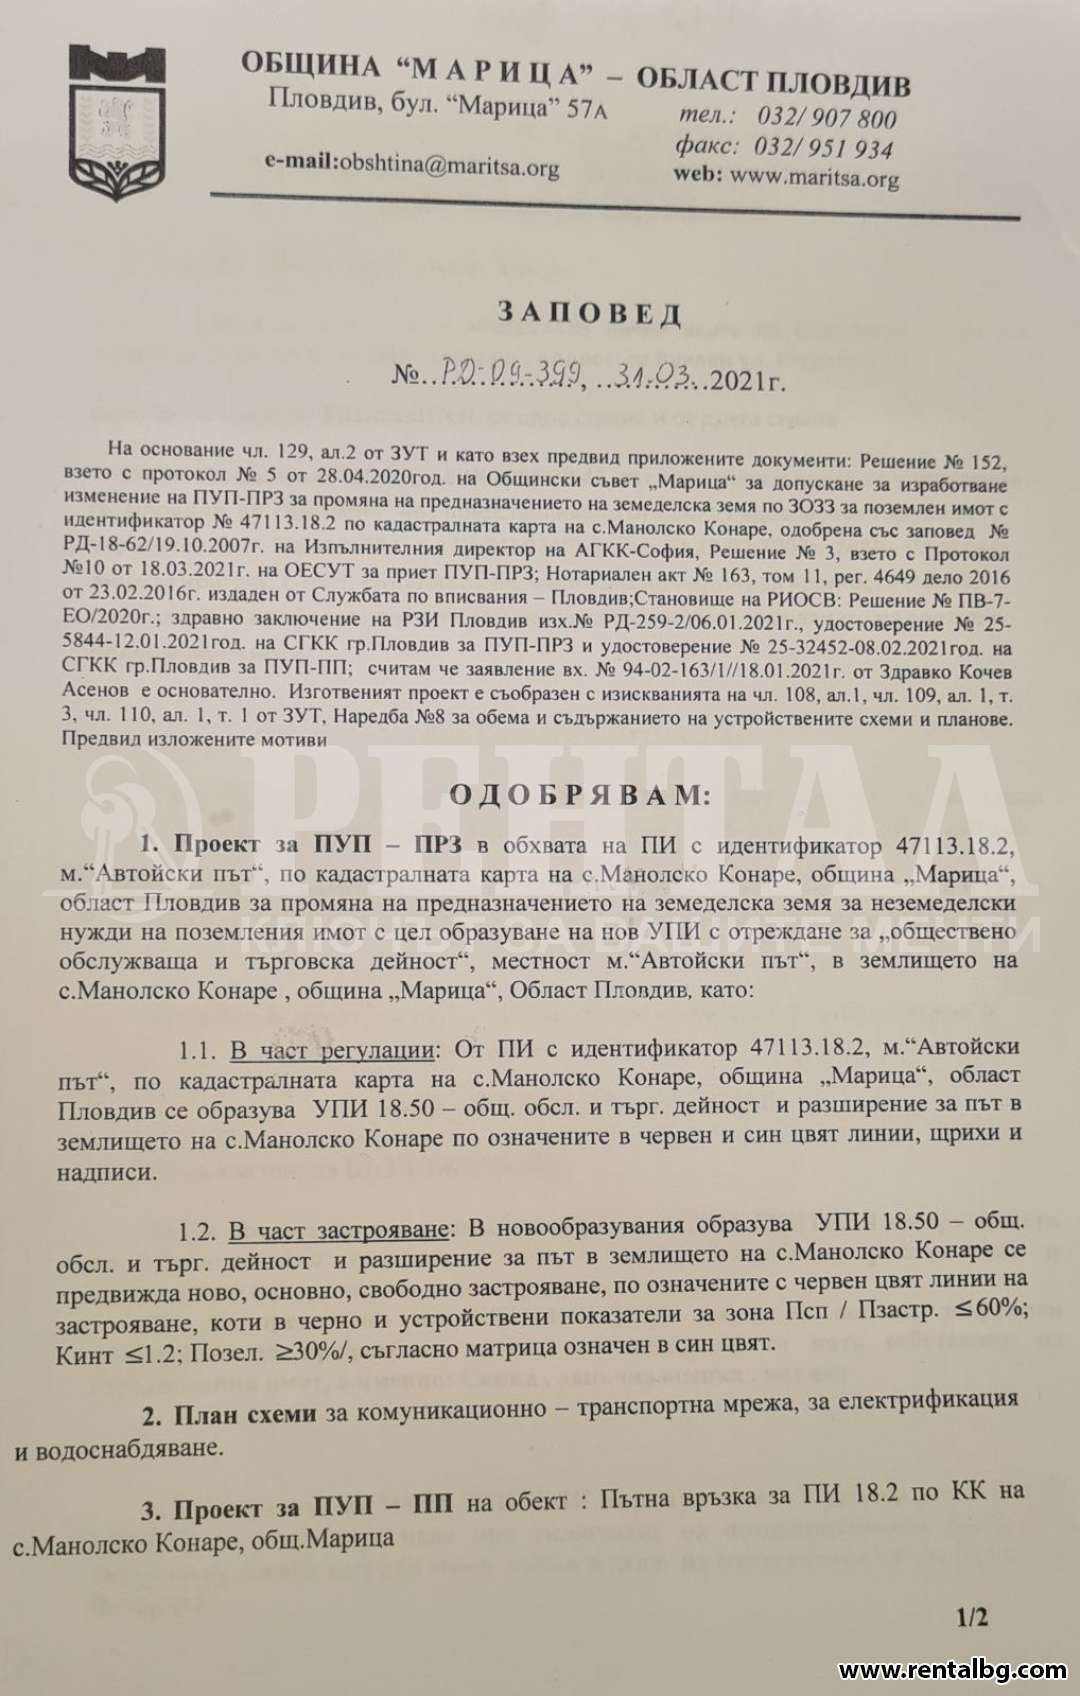 ОБЩИНА “М А Р И Ц А” – ОБЛАСТ ПЛОВДИВ
Пловдив, бул. “Марица” 57А
тел.: 032/ 907 800
факс: 032/ 951 934
e-mail:obshtina@maritsa.org
web: www.maritsa.org
З А П О В Е Д
№..РД-09-399, ..31.03...2021г.
На основание чл. 129, ал.2 от ЗУТ и като взех предвид приложените документи: Решение № 152,
взето с протокол № 5 от 28.04.2020год. на Общински съвет „Марица“ за допускане за изработване
изменение на ПУП-ПРЗ за промяна на предназначението на земеделска земя по ЗОЗЗ за поземлен имот с
идентификатор № 47113.18.2 по кадастралната карта на с.Манолско Конаре, одобрена със заповед №
РД-18-62/19.10.2007г. на Изпълнителния директор на АГКК-София, Решение № 3, взето с Протокол
№10 от 18.03.2021г. на ОЕСУТ за приет ПУП-ПРЗ; Нотариален акт № 163, том 11, рег. 4649 дело 2016
от 23.02.2016г. издаден от Службата по вписвания – Пловдив;Становище на РИОСВ: Решение № ПВ-7-
ЕО/2020г.; здравно заключение на РЗИ Пловдив изх.№ РД-259-2/06.01.2021г., удостоверение № 25-
5844-12.01.2021год. на СГКК гр.Пловдив за ПУП-ПРЗ и удостоверение № 25-32452-08.02.2021год. на
СГКК гр.Пловдив за ПУП-ПП; считам че заявление вх. № 94-02-163/1//18.01.2021г. от Здравко Кочев
Асенов е основателно. Изготвеният проект е съобразен с изискванията на чл. 108, ал.1, чл. 109, ал. 1, т.
3, чл. 110, ал. 1, т. 1 от ЗУТ, Наредба №8 за обема и съдържанието на устройствените схеми и планове.
Предвид изложените мотиви
РЕНТАЛ
КЛЮЧЪТ ЗА ВАШИТЕ МЕЧТИ
О Д О Б Р Я В А М:
1. Проект за ПУП – ПРЗ в обхвата на ПИ с идентификатор 47113.18.2,
м.“Автойски път“, по кадастралната карта на с.Манолско Конаре, община „Марица“,
област Пловдив за промяна на предназначението на земеделска земя за неземеделски
нужди на поземления имот с цел образуване на нов УПИ с отреждане за „обществено
обслужваща и търговска дейност“, местност м.“Автойски път“, в землището на
с.Манолско Конаре , община „Марица“, Област Пловдив, като:
1.1. В част регулации: От ПИ с идентификатор 47113.18.2, м.“Автойски
път“, по кадастралната карта на с.Манолско Конаре, община „Марица“, област
Пловдив се образува УПИ 18.50 – общ. обсл. и търг. дейност и разширение за път в
землището на с.Манолско Конаре по означените в червен и син цвят линии, щрихи и
надписи.
1.2. В част застрояване: В новообразувания образува УПИ 18.50 – общ.
обсл. и търг. дейност и разширение за път в землището на с.Манолско Конаре се
предвижда ново, основно, свободно застрояване, по означените с червен цвят линии на
застрояване, коти в черно и устройствени показатели за зона Псп / Пзастр. ≤60%;
Кинт ≤1.2; Позел. ≥30%/, съгласно матрица означен в син цвят.
2. План схеми за комуникационно – транспортна мрежа, за електрификация
и водоснабдяване.
3. Проект за ПУП – ПП на обект : Пътна връзка за ПИ 18.2 по КК на
с.Манолско Конаре, общ.Марица
1/2
www.rentalbg.com